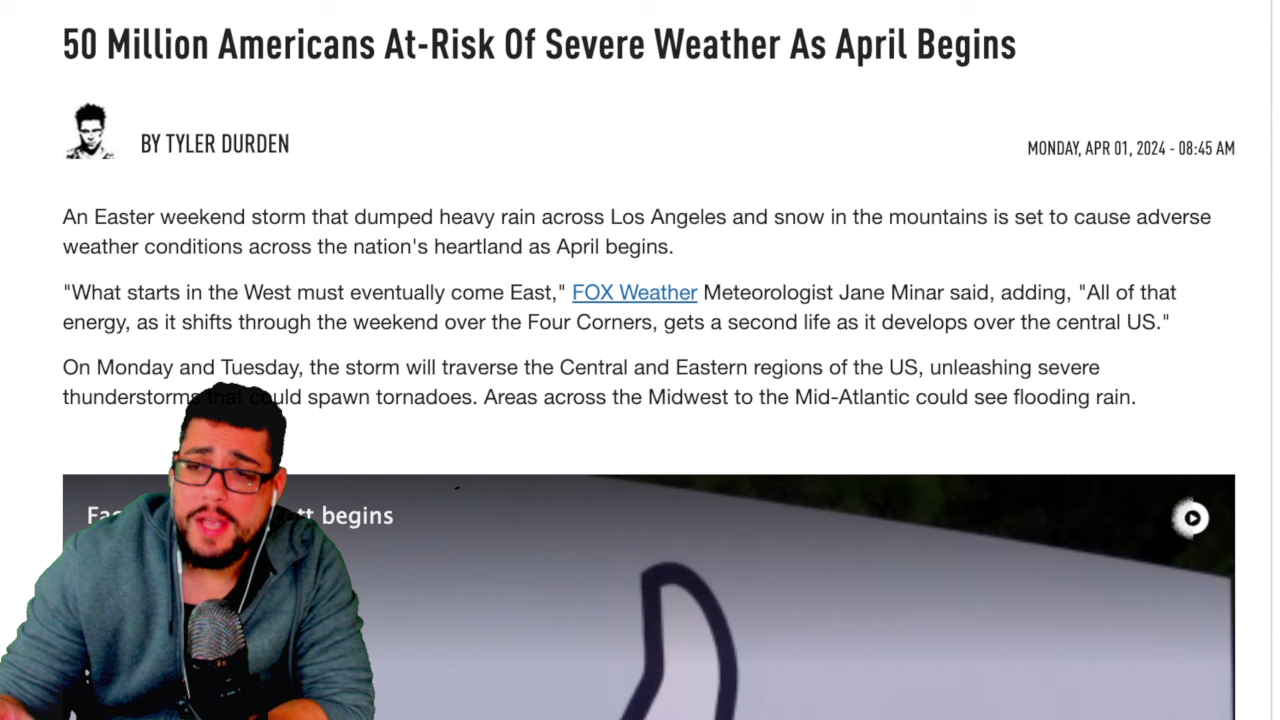 50 Million Americans At-Risk Of Severe Weather As April Begins
BY TYLER DURDEN
MONDAY, APR 01, 2024 - 08:45 AM
An Easter weekend storm that dumped heavy rain across Los Angeles and snow in the mountains is set to cause adverse
weather conditions across the nation's heartland as April begins.
"What starts in the West must eventually come East," FOX Weather Meteorologist Jane Minar said, adding, "All of that
energy, as it shifts through the weekend over the Four Corners, gets a second life as it develops over the central US."
On Monday and Tuesday, the storm will traverse the Central and Eastern regions of the US, unleashing severe
thunderstorms that could spawn tornadoes. Areas across the Midwest to the Mid-Atlantic could see flooding rain.
begins